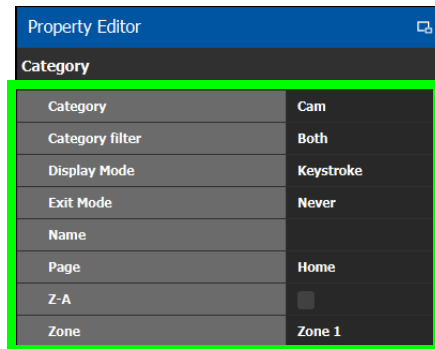 Property Editor
Category
Category Cam
Category filter Both
Display Mode Keystroke
Exit Mode Never
Name
Page Home
Z-A
Zone Zone 1